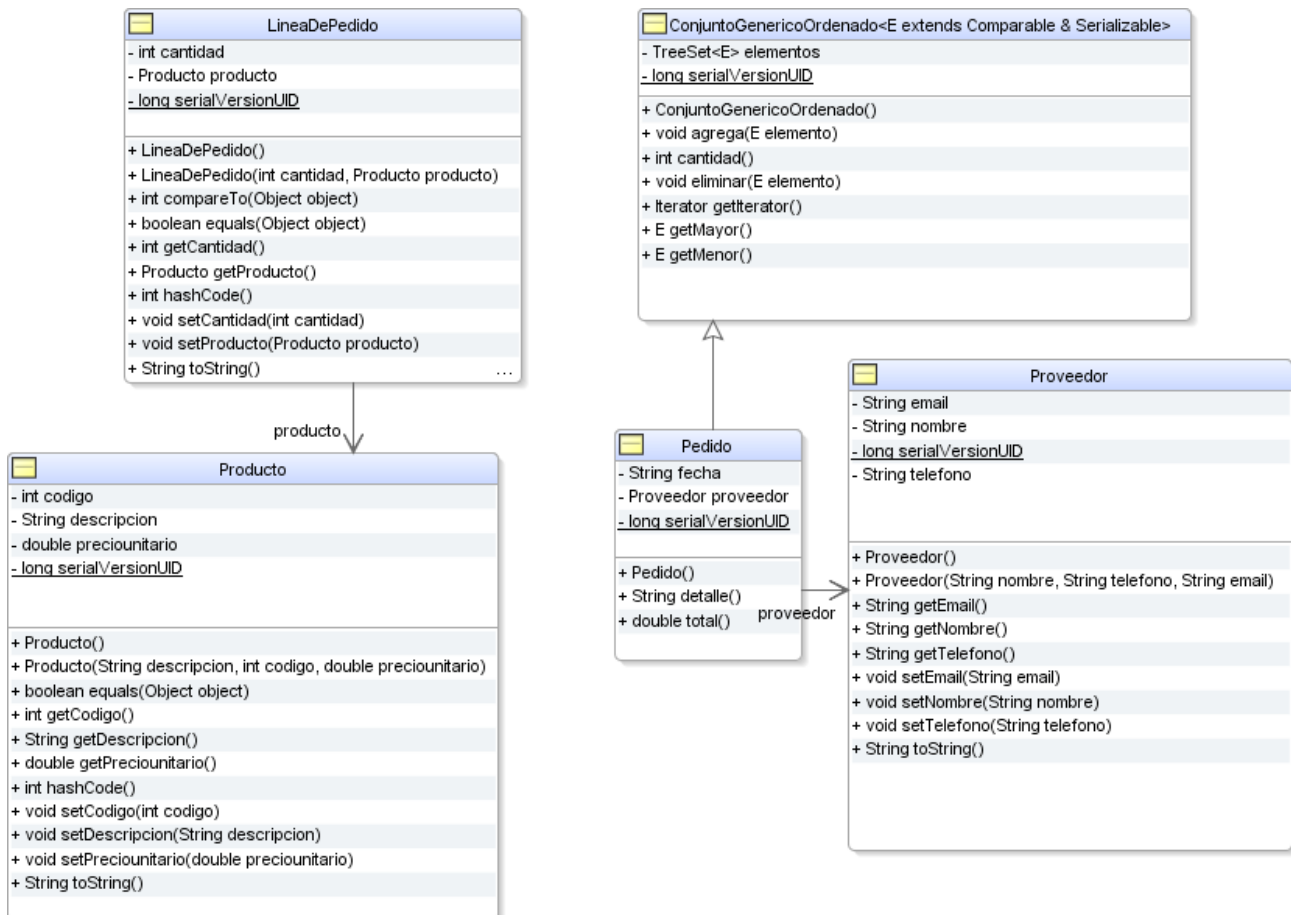 LineaDePedido
- int cantidad
- Producto producto
- long serialVersionUID
+ LineaDePedido()
+ LineaDePedido(int cantidad, Producto producto)
+ int compareTo(Object object)
+ boolean equals(Object object)
+ int getCantidad()
+ Producto getProducto()
+ int hashCode()
+ void setCantidad(int cantidad)
+ void setProducto(Producto producto)
+ String toString() ...
ConjuntoGenericoOrdenado<E extends Comparable & Serializable>
- TreeSet<E> elementos
- long serialVersionUID
+ ConjuntoGenericoOrdenado()
+ void agrega(E elemento)
+ int cantidad()
+ void eliminar(E elemento)
+ Iterator getIterator()
+ E getMayor()
+ E getMenor()
producto
Producto
- int codigo
- String descripcion
- double preciounitario
- long serialVersionUID
+ Producto()
+ Producto(String descripcion, int codigo, double preciounitario)
+ boolean equals(Object object)
+ int getCodigo()
+ String getDescripcion()
+ double getPreciounitario()
+ int hashCode()
+ void setCodigo(int codigo)
+ void setDescripcion(String descripcion)
+ void setPreciounitario(double preciounitario)
+ String toString()
Pedido
- String fecha
- Proveedor proveedor
- long serialVersionUID
+ Pedido()
+ String detalle()
+ double total()
proveedor
Proveedor
- String email
- String nombre
- long serialVersionUID
- String telefono
+ Proveedor()
+ Proveedor(String nombre, String telefono, String email)
+ String getEmail()
+ String getNombre()
+ String getTelefono()
+ void setEmail(String email)
+ void setNombre(String nombre)
+ void setTelefono(String telefono)
+ String toString()